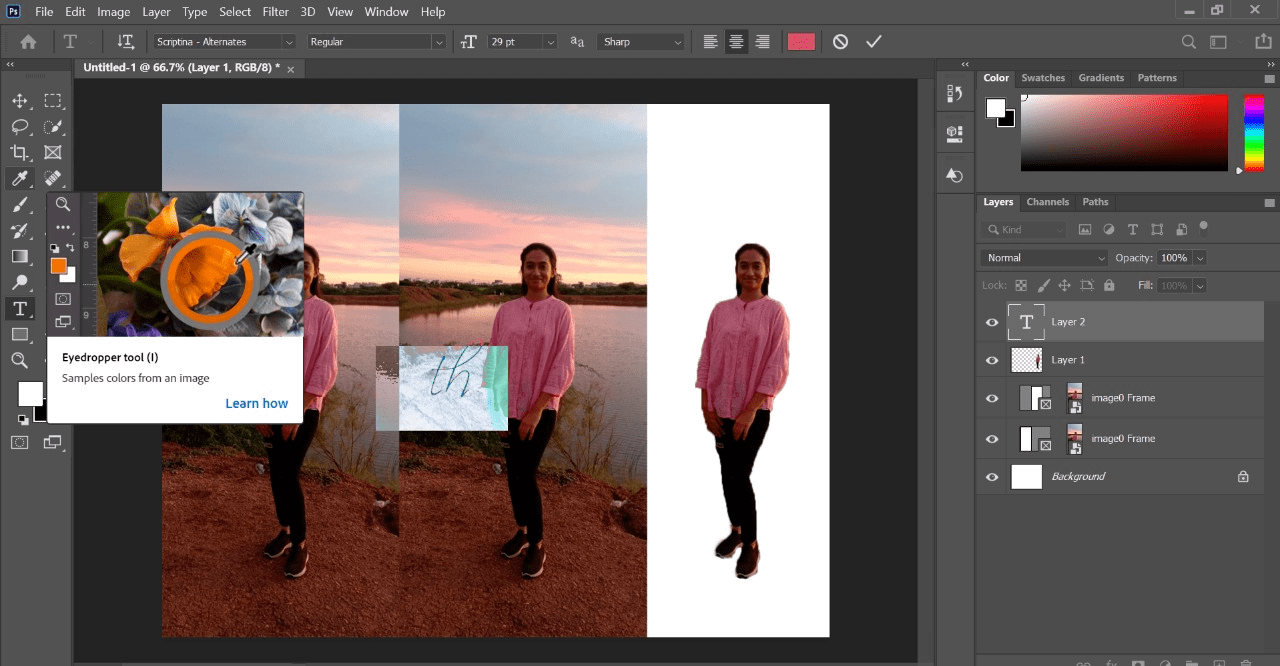 Ps File Edit Image Layer Type Select Filter 3D View Window Help
Scriptina - Alternates Regular 29 pt Sharp
Untitled-1 @ 66.7% (Layer 1, RGB/8) *
Color Swatches Gradients Patterns
8
9
Eyedropper tool (I)
Samples colors from an image
Learn how
th
Layers Channels Paths
Kind
Normal Opacity: 100%
Lock: Fill: 100%
Layer 2
Layer 1
image0 Frame
image0 Frame
Background